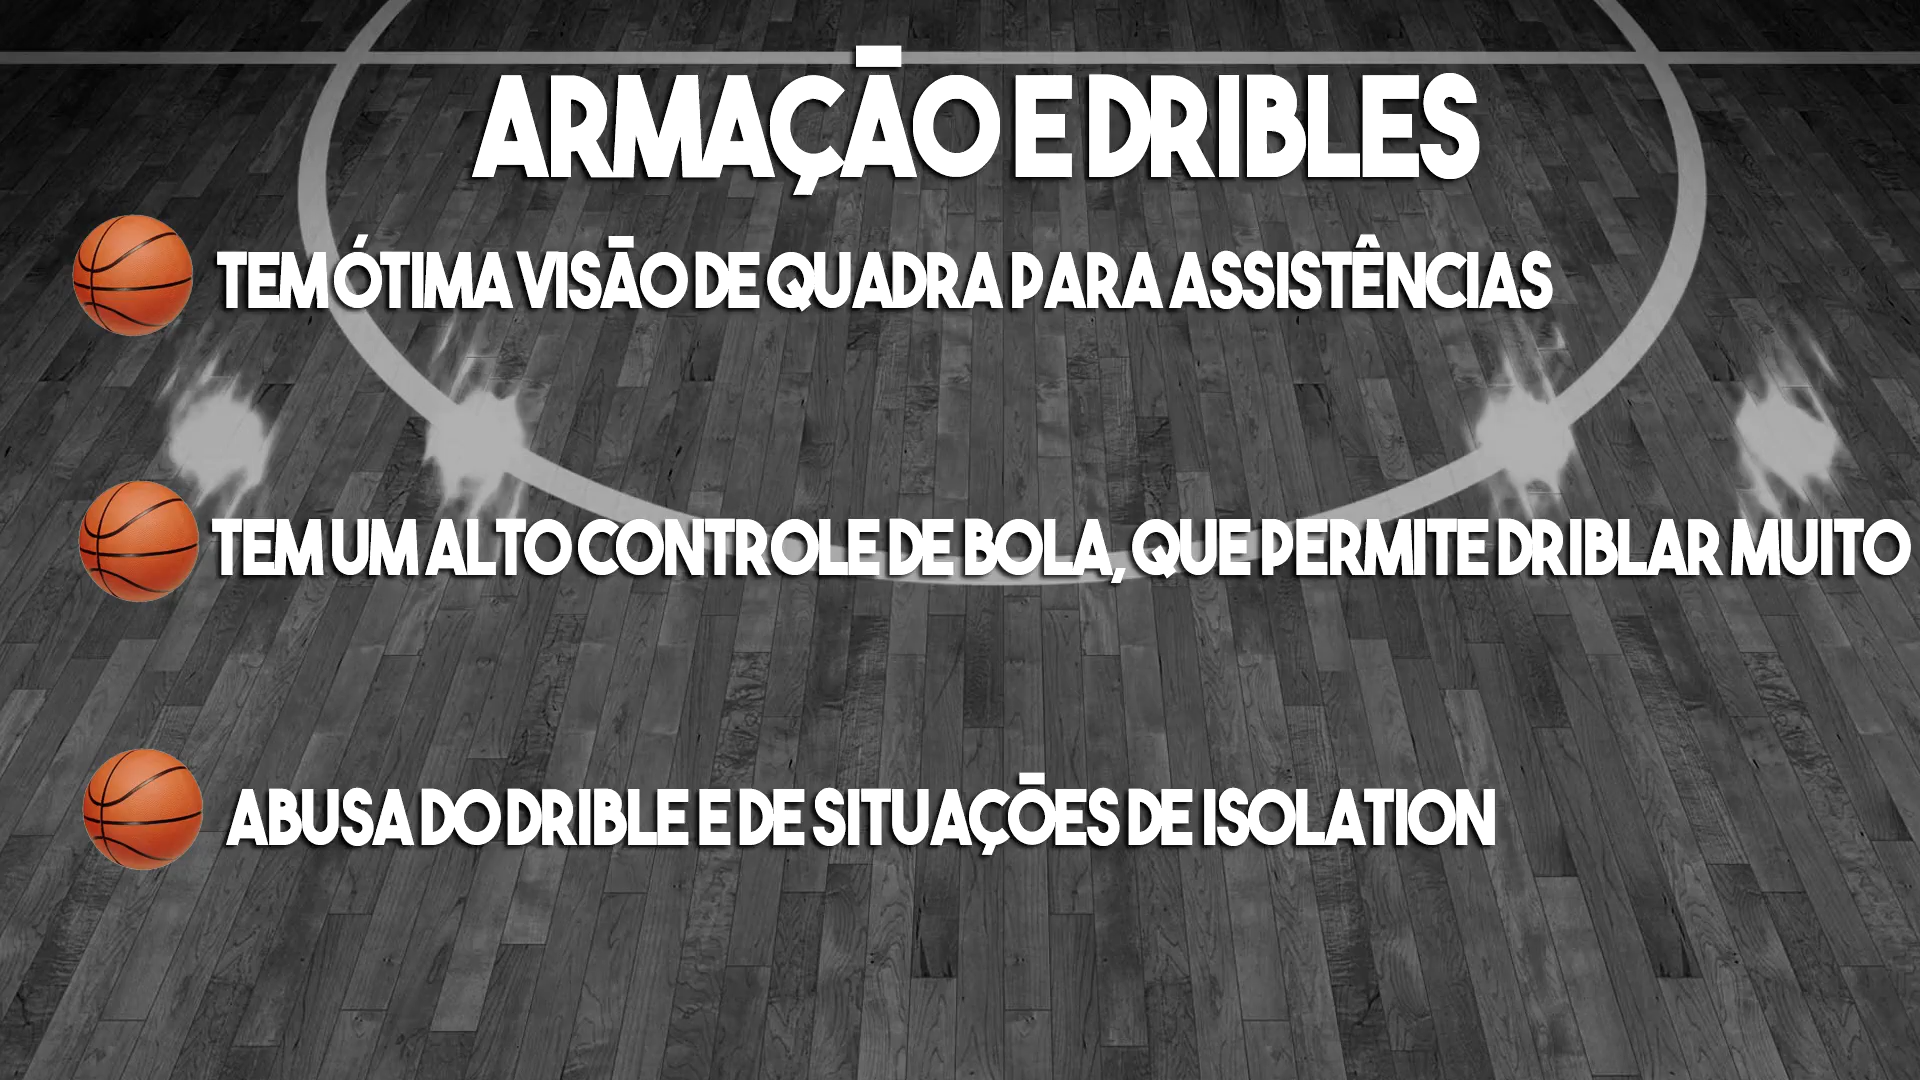 ARMAÇÃO E DRIBLES
TEM ÓTIMA VISÃO DE QUADRA PARA ASSISTÊNCIAS
TEM UM ALTO CONTROLE DE BOLA, QUE PERMITE DRIBLAR MUITO
ABUSA DO DRIBLE E DE SITUAÇÕES DE ISOLATION